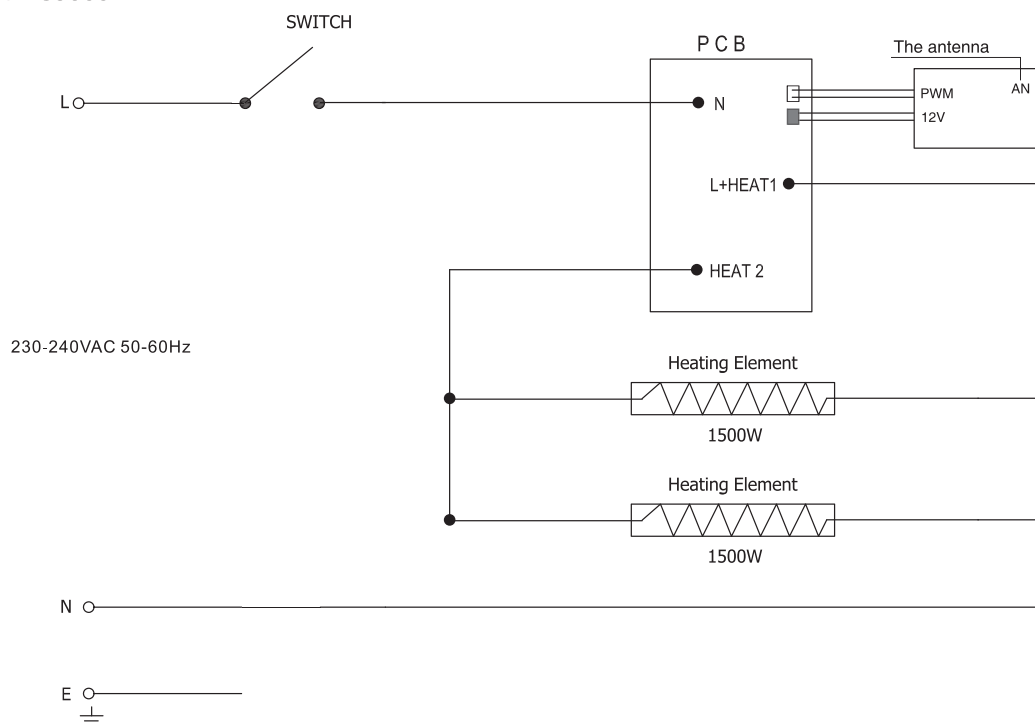 SWITCH
P C B
The antenna
L
N
PWM
AN
12V
L+HEAT1
HEAT 2
230-240VAC 50-60Hz
Heating Element
1500W
Heating Element
1500W
N
E